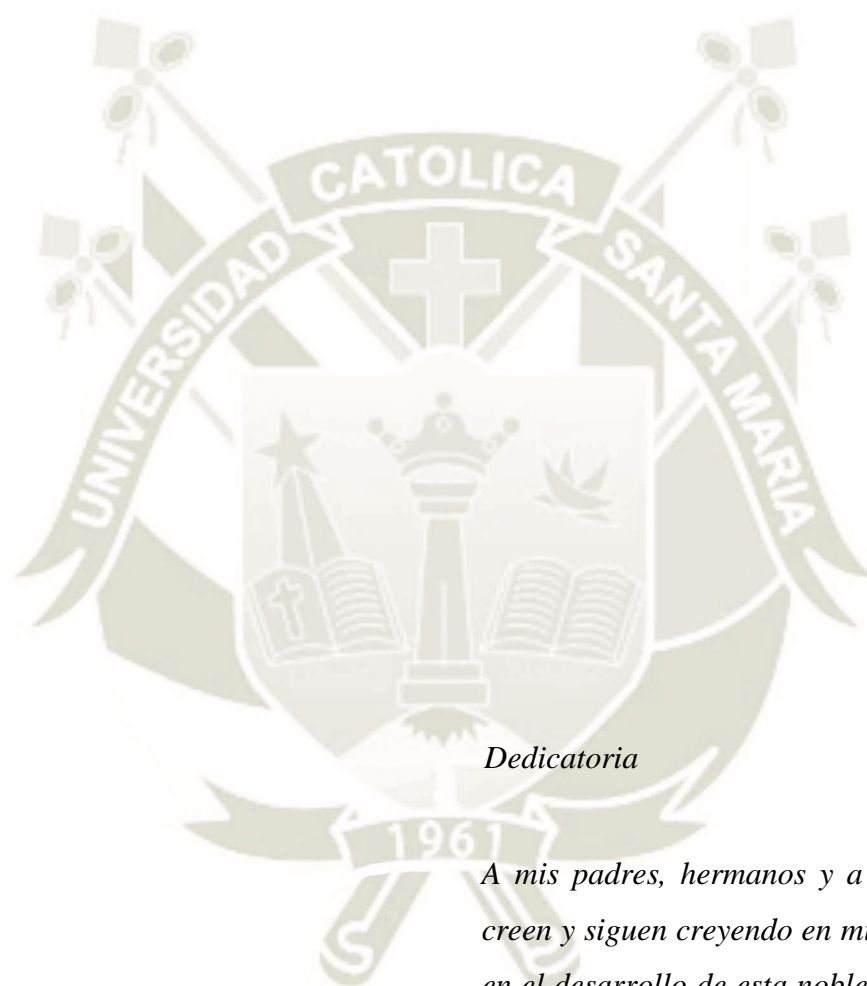 UNIVERSIDAD CATOLICA SANTA MARIA
1961
Dedicatoria
A mis padres, hermanos y a
creen y siguen creyendo en
en el desarrollo de esta noble